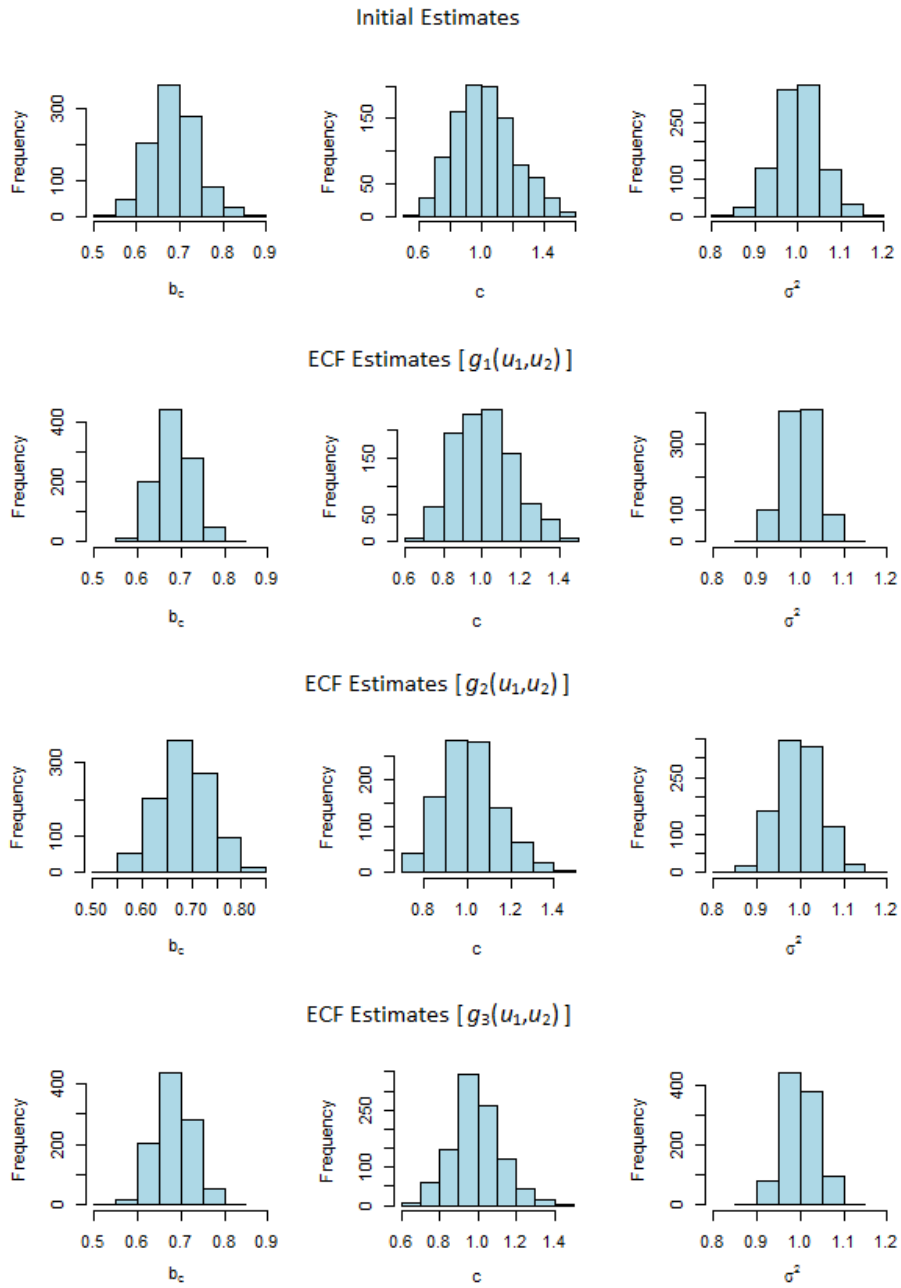 Initial Estimates
Frequency
0 100 300
0.5 0.6 0.7 0.8 0.9
b_c
Frequency
0 50 150
0.6 1.0 1.4
c
Frequency
0 100 250
0.8 0.9 1.0 1.1 1.2
σ²
ECF Estimates [ g₁(u₁,u₂) ]
Frequency
0 200 400
0.5 0.6 0.7 0.8 0.9
b_c
Frequency
0 50 150
0.6 0.8 1.0 1.2 1.4
c
Frequency
0 100 300
0.8 0.9 1.0 1.1 1.2
σ²
ECF Estimates [ g₂(u₁,u₂) ]
Frequency
0 100 300
0.50 0.60 0.70 0.80
b_c
Frequency
0 100 200
0.8 1.0 1.2 1.4
c
Frequency
0 100 250
0.8 0.9 1.0 1.1 1.2
σ²
ECF Estimates [ g₃(u₁,u₂) ]
Frequency
0 200 400
0.5 0.6 0.7 0.8 0.9
b_c
Frequency
0 100 250
0.6 0.8 1.0 1.2 1.4
c
Frequency
0 200 400
0.8 0.9 1.0 1.1 1.2
σ²